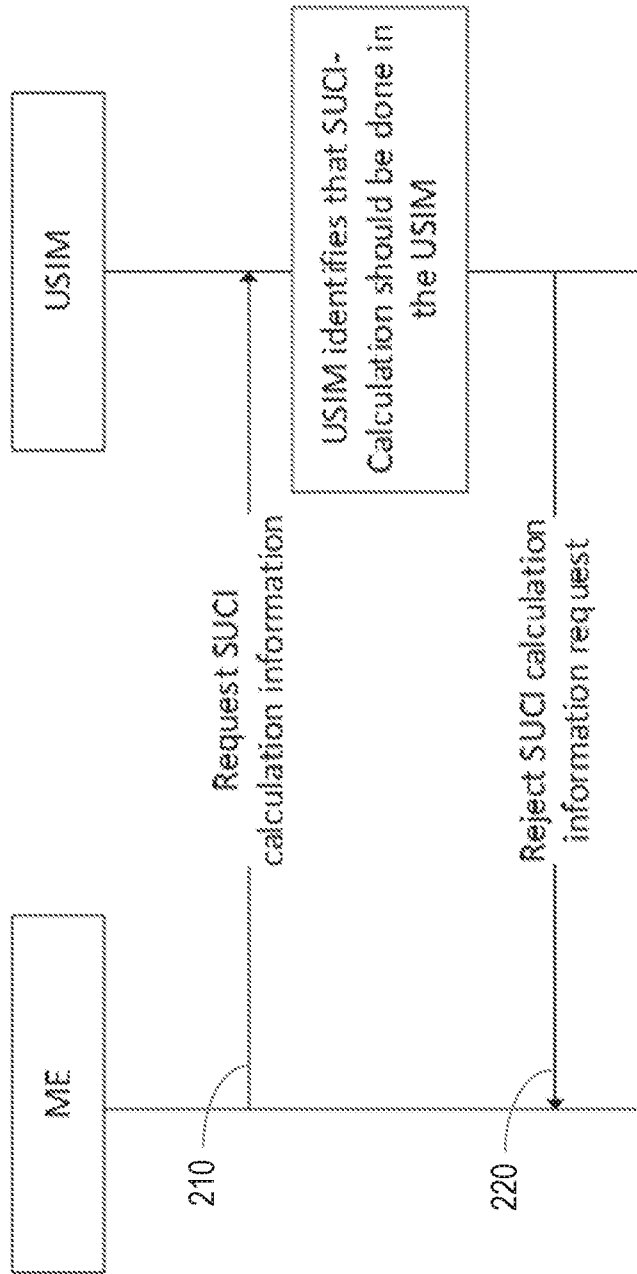 ME
USIM
210
Request SUCI
calculation information
USIM identifies that SUCI-
Calculation should be done in
the USIM
220
Reject SUCI calculation
information request